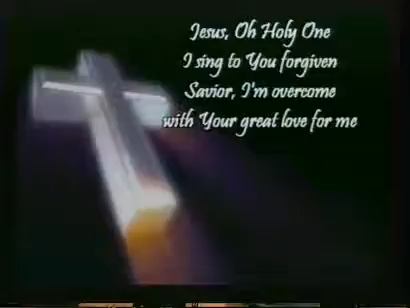 Jesus, Oh Holy One
I sing to You forgiven
Savior, I'm overcome
with Your great love for me